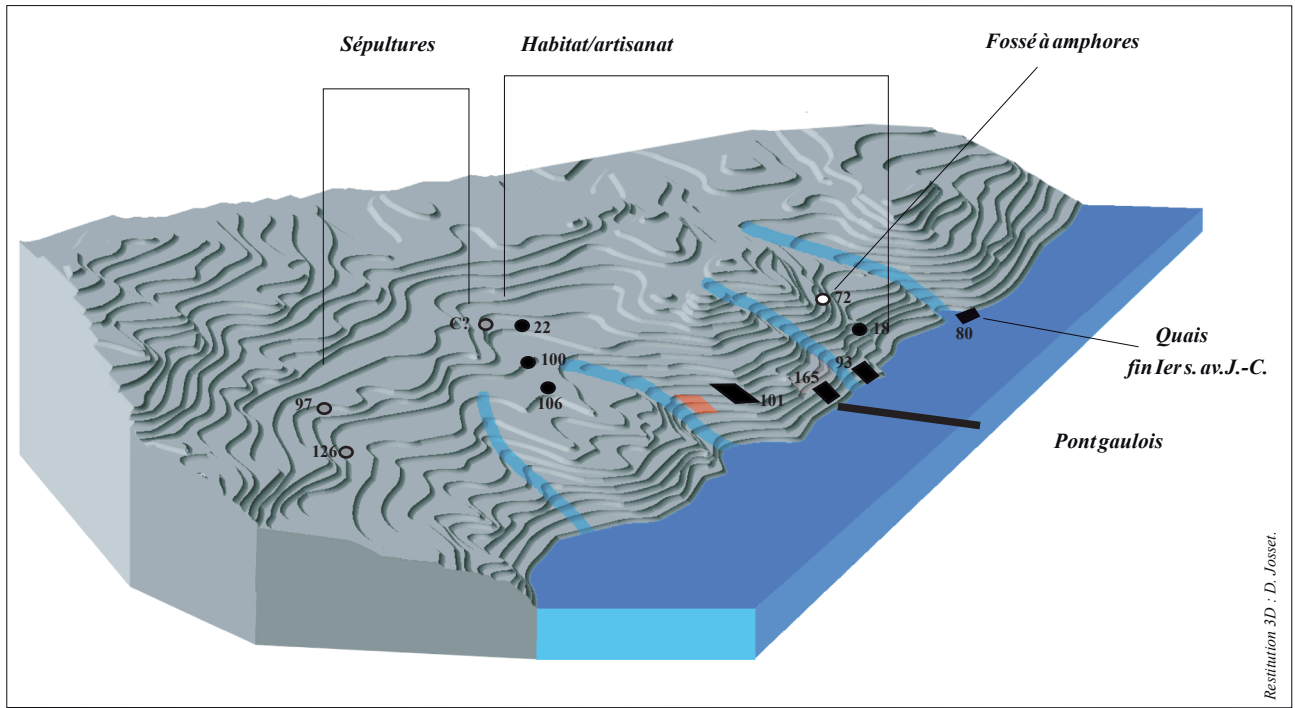 Sépultures
Habitat/artisanat
Fossé à amphores
72
C?
22
18
80
Quais
fin Ier s. av. J.-C.
100
93
165
106
101
97
Pont gaulois
126
Restitution 3D : D. Josset.